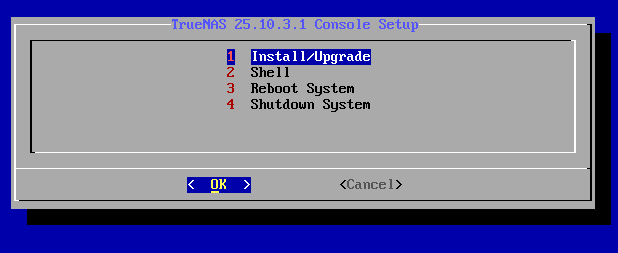 TrueNAS 25.10.3.1 Console Setup
1 Install/Upgrade
2 Shell
3 Reboot System
4 Shutdown System
< OK > <Cancel>